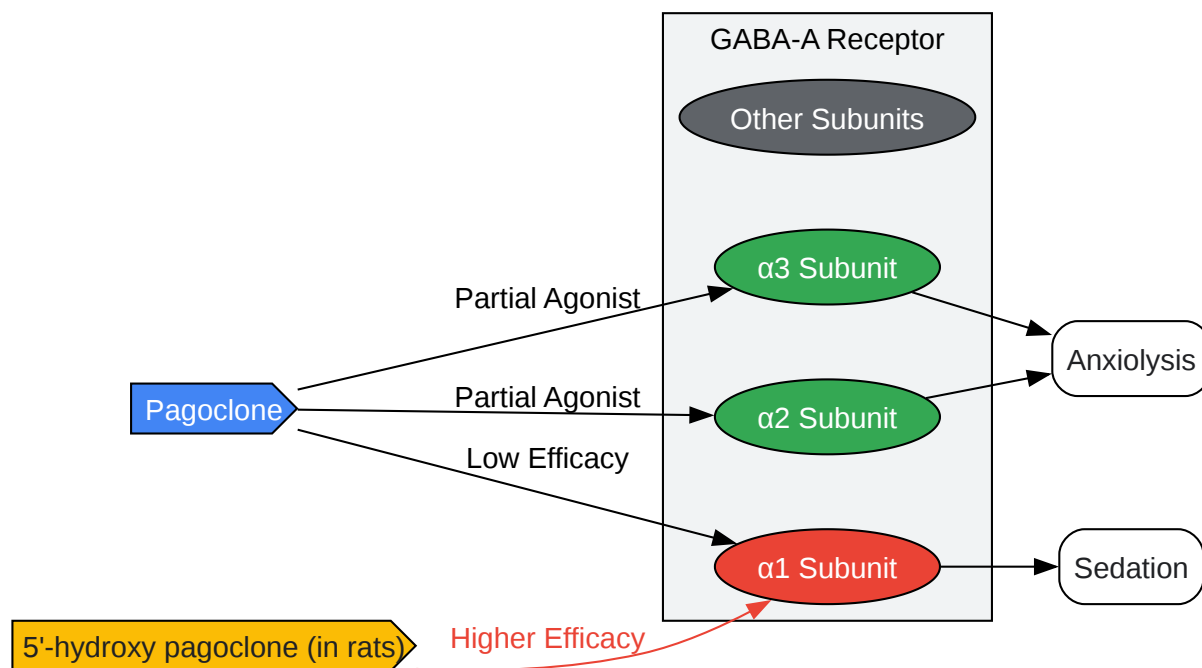 GABA-A Receptor
Other Subunits
α3 Subunit
Partial Agonist
Anxiolysis
Pagoclone
Partial Agonist
α2 Subunit
Low Efficacy
α1 Subunit
Sedation
5'-hydroxy pagoclone (in rats)
Higher Efficacy